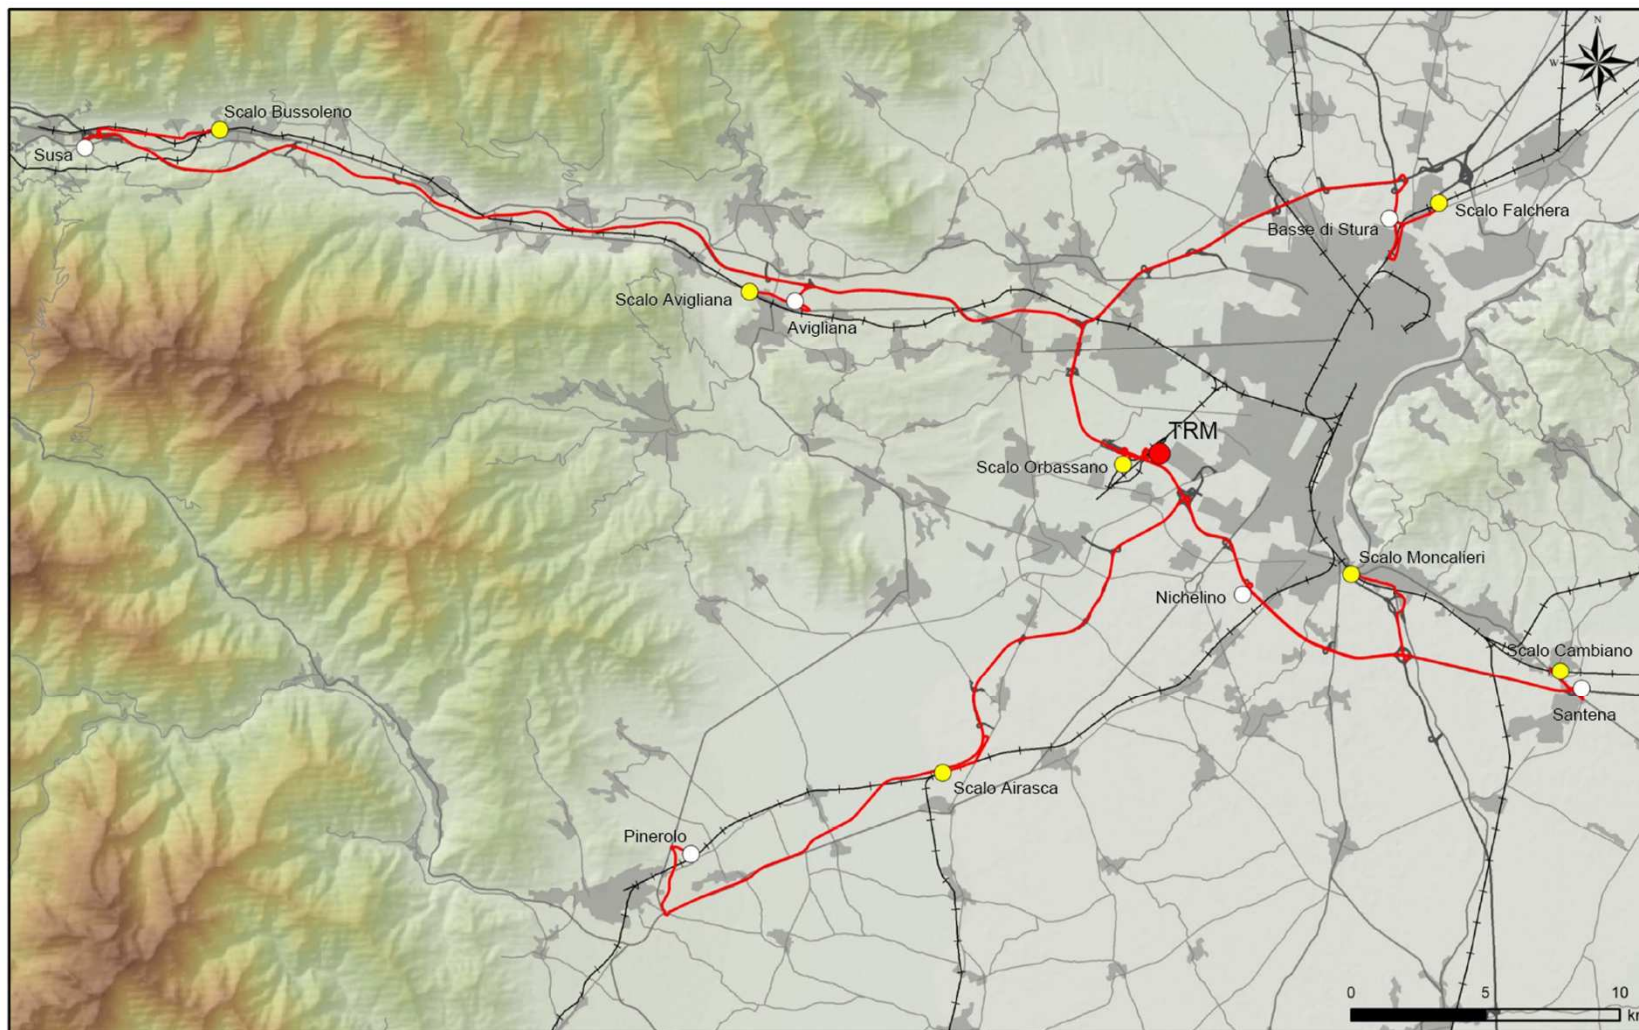 N
W
S
Scalo Bussoleno
Susa
Scalo Falchera
Basse di Stura
Scalo Avigliana
Avigliana
TRM
Scalo Orbassano
Scalo Moncalieri
Nichelino
Scalo Cambiano
Santena
Scalo Airasca
Pinerolo
0 5 10